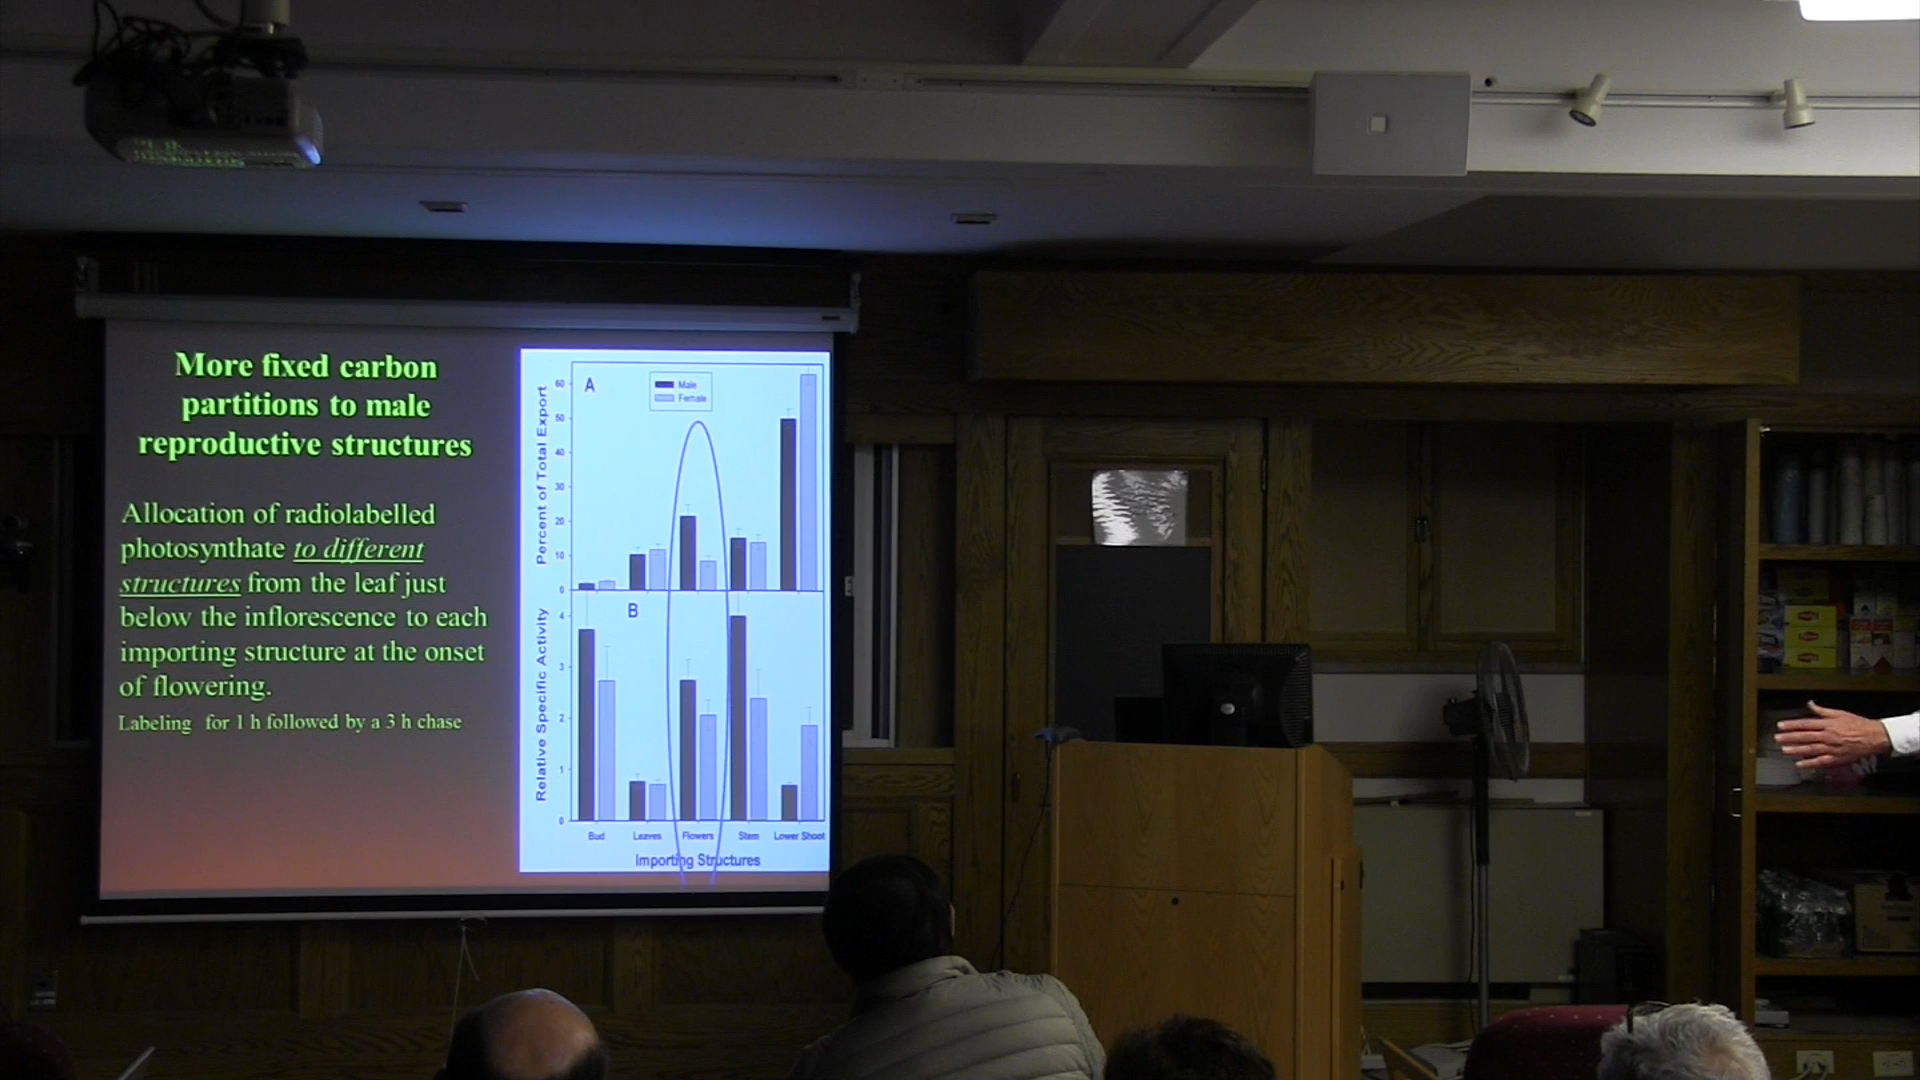 More fixed carbon
partitions to male
reproductive structures
Allocation of radiolabelled
photosynthate to different
structures from the leaf just
below the inflorescence to each
importing structure at the onset
of flowering.
Labeling for 1 h followed by a 3 h chase
A
Male
Female
Percent of Total Export
60
50
40
30
20
10
0
B
Relative Specific Activity
4
3
2
1
0
Bud Leaves Flowers Stem Lower Shoot
Importing Structures